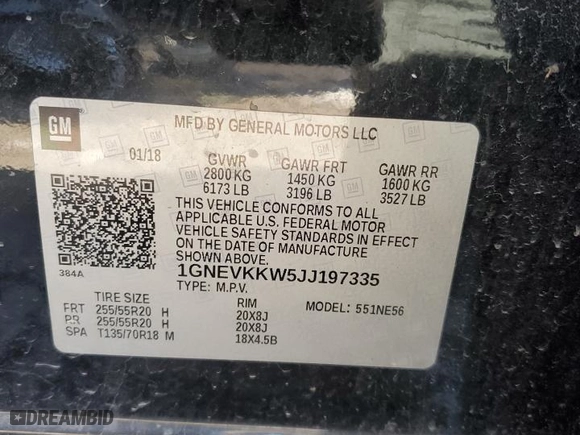 GM
MFD BY GENERAL MOTORS LLC
01/18
GVWR GAWR FRT GAWR RR
2800 KG 1450 KG 1600 KG
6173 LB 3196 LB 3527 LB
THIS VEHICLE CONFORMS TO ALL
APPLICABLE U.S. FEDERAL MOTOR
VEHICLE SAFETY STANDARDS IN EFFECT
ON THE DATE OF MANUFACTURE
SHOWN ABOVE.
384A
1GNEVKKW5JJ197335
TYPE: M.P.V.
TIRE SIZE RIM MODEL: 551NE56
FRT 255/55R20 H 20X8J
RR 255/55R20 H 20X8J
SPA T135/70R18 M 18X4.5B
DREAMBID